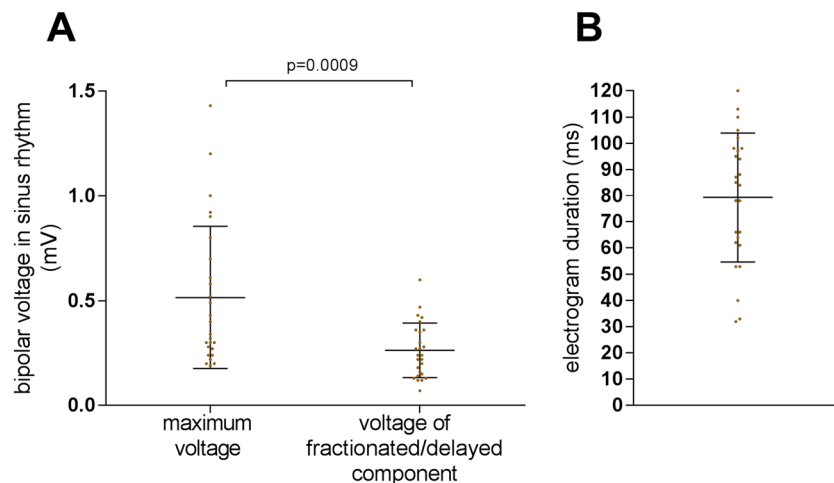 A
p=0.0009
bipolar voltage in sinus rhythm
(mV)
1.5
1.0
0.5
0.0
maximum
voltage
voltage of
fractionated/delayed
component
B
electrogram duration (ms)
120
110
100
90
80
70
60
50
40
30
20
10
0